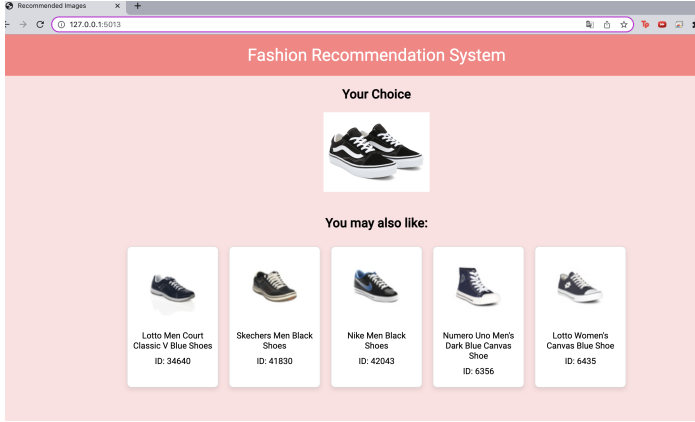 Recommended Images
127.0.0.1:5013
Tp
Fashion Recommendation System
Your Choice
You may also like:
Lotto Men Court
Classic V Blue Shoes
ID: 34640
Skechers Men Black
Shoes
ID: 41830
Nike Men Black
Shoes
ID: 42043
Numero Uno Men's
Dark Blue Canvas
Shoe
ID: 6356
Lotto Women's
Canvas Blue Shoe
ID: 6435